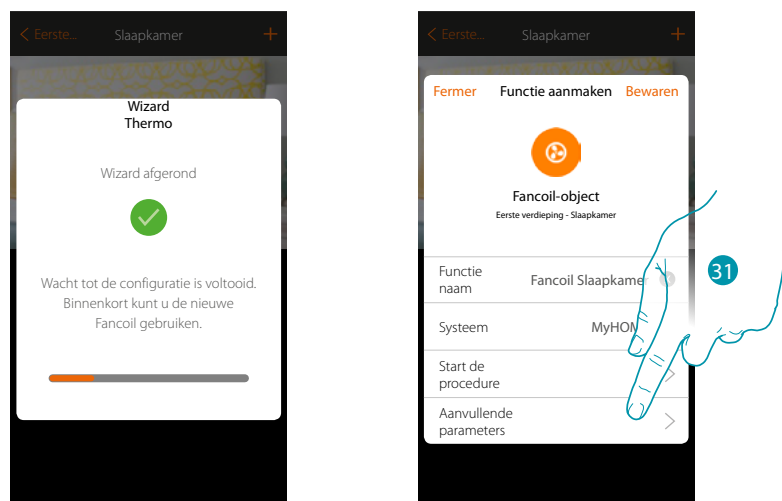 Eerste...
Slaapkamer
+
Wizard
Thermo
Wizard afgerond
Wacht tot de configuratie is voltooid.
Binnenkort kunt u de nieuwe
Fancoil gebruiken.
Eerste...
Slaapkamer
+
Fermer
Functie aanmaken
Bewaren
Fancoil-object
Eerste verdieping - Slaapkamer
Functie
naam
Fancoil Slaapkamer
Systeem
Start de
procedure
Aanvullende
parameters
31